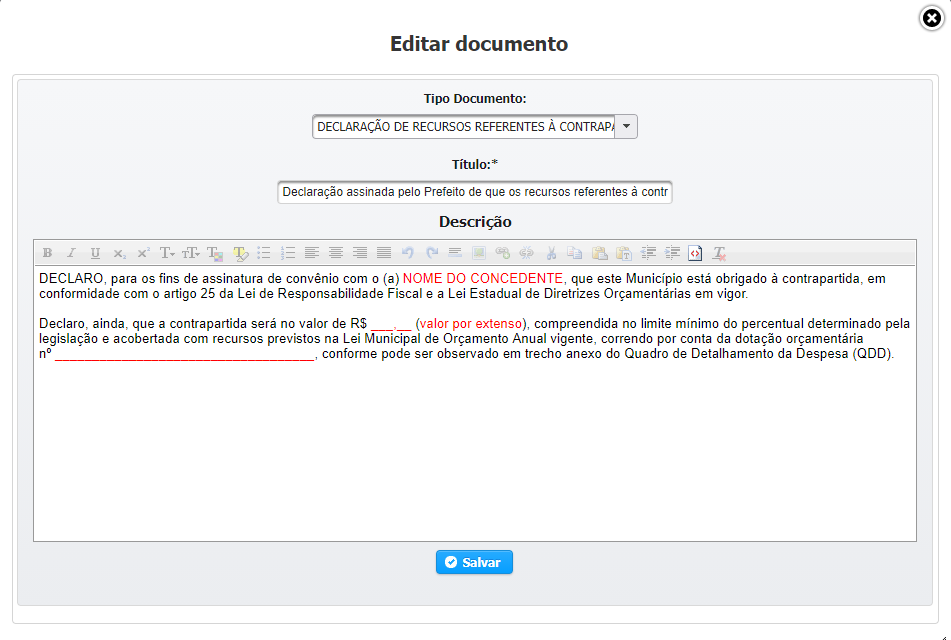 Editar documento
Tipo Documento:
DECLARAÇÃO DE RECURSOS REFERENTES À CONTRAPA
Título:*
Declaração assinada pelo Prefeito de que os recursos referentes à contr
Descrição
DECLARO, para os fins de assinatura de convênio com o (a) NOME DO CONCEDENTE, que este Município está obrigado à contrapartida, em
conformidade com o artigo 25 da Lei de Responsabilidade Fiscal e a Lei Estadual de Diretrizes Orçamentárias em vigor.
Declaro, ainda, que a contrapartida será no valor de R$ ___,__ (valor por extenso), compreendida no limite mínimo do percentual determinado pela
legislação e acobertada com recursos previstos na Lei Municipal de Orçamento Anual vigente, correndo por conta da dotação orçamentária
nº ___________________________________, conforme pode ser observado em trecho anexo do Quadro de Detalhamento da Despesa (QDD).
Salvar